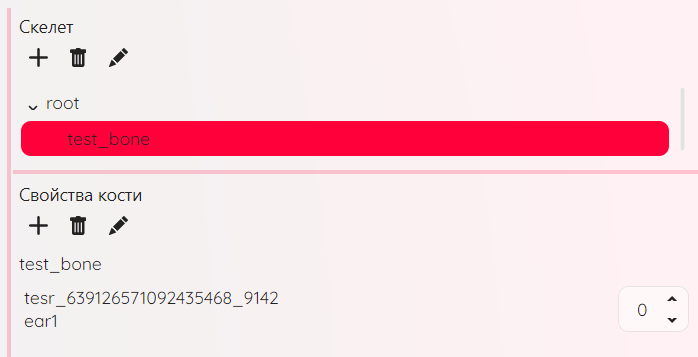 Скелет
root
test_bone
Свойства кости
test_bone
tesr_639126571092435468_9142
ear1
0